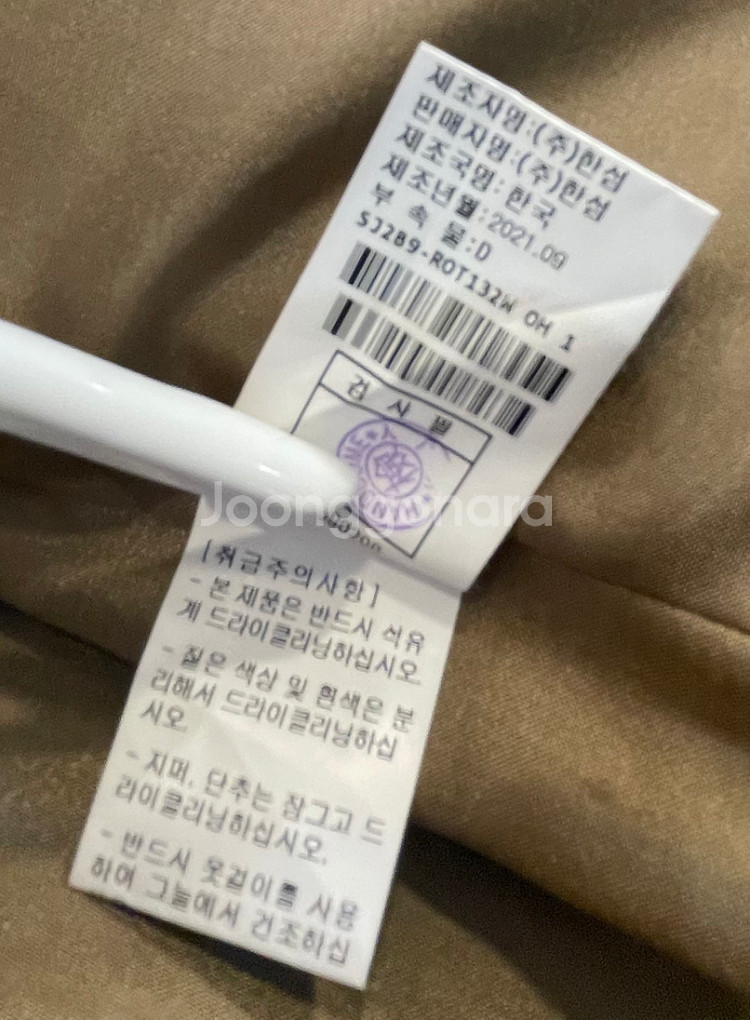 제조자명:(주)한섬
판매자명:(주)한섬
제조국명: 한국
제조년월:2021.09
부 속 물:D
SJ2B9-ROT132W OH 1
검 사 필
Joonggonara
[취급주의사항]
- 본 제품은 반드시 석유
계 드라이클리닝하십시오
- 짙은 색상 및 흰색은 분
리해서 드라이클리닝하십
시오
- 지퍼, 단추는 잠그고 드
라이클리닝하십시오.
- 반드시 옷걸이를 사용
하여 그늘에서 건조하십